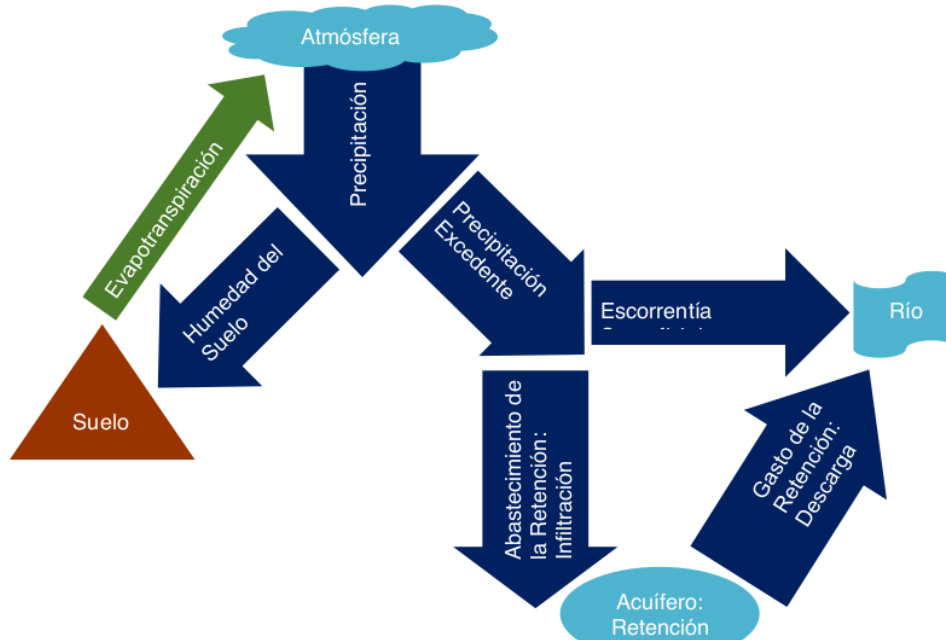 Atmósfera
Precipitación
Evapotranspiración
Humedad del
Suelo
Precipitación
Excedente
Escorrentía
Río
Suelo
Abastecimiento de
la Retención:
Infiltración
Gasto de la
Retención:
Descarga
Acuífero:
Retención